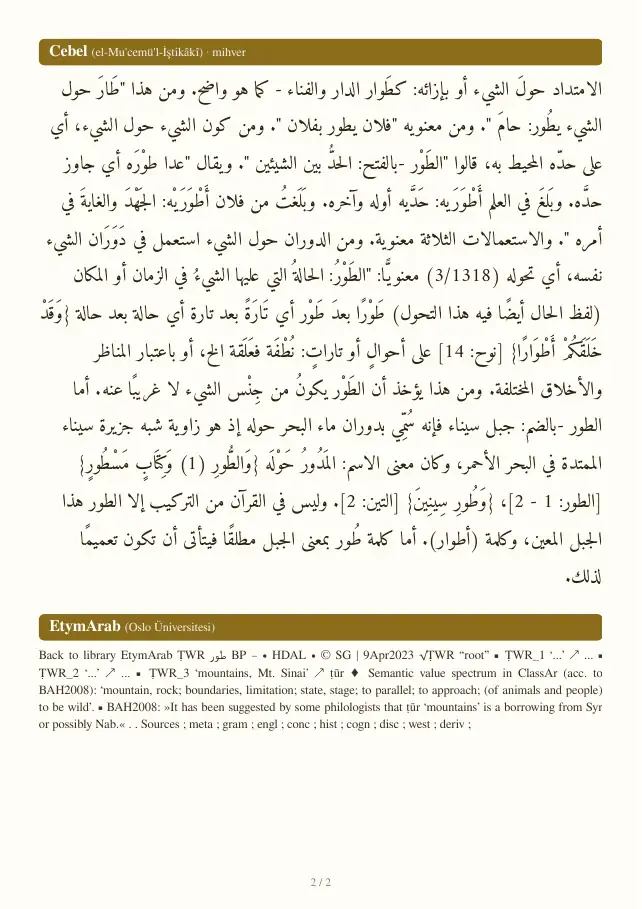 Cebel (el-Mu'cemü'l-İştikâkî) · mihver
الامتداد حولَ الشيء أو بإزائه: كطَوار الدار والفناء - كما هو واضح. ومن هذا "طَارَ حول
الشيء يطُور: حامَ ". ومن معنويه "فلان يطور بفلان ". ومن كون الشيء حول الشيء، أي
على حدّه المحيط به، قالوا "الطَوْر -بالفتح: الحدُّ بين الشيئين ". ويقال "عدا طوْرَه أي جاوز
حدَّه. وبَلَغَ في العلم أَطْوَرَيه: حَدَّيه أوله وآخره. وبَلَغتُ من فلان أَطْوَرَيْه: الجَهْدَ والغايةَ في
أمره ". والاستعمالات الثلاثة معنوية. ومن الدوران حول الشيء استعمل في دَوَرَان الشيء
نفسه، أي تحوله (3/1318) معنويًّا: "الطَوْرُ: الحالةُ التي عليها الشيءُ في الزمان أو المكان
(لفظ الحال أيضًا فيه هذا التحول) طَوْرًا بعدَ طَوْر أي تَارَةً بعد تارة أي حالة بعد حالة {وَقَدْ
خَلَقَكُمْ أَطْوَارًا} [نوح: 14] على أحوالٍ أو تاراتٍ: نُطْفَة فعَلَقة الخ، أو باعتبار المناظر
والأخلاق المختلفة. ومن هذا يؤخذ أن الطَوْر يكونُ من جِنْس الشيء لا غريبًا عنه. أما
الطور -بالضم: جبل سيناء فإنه سُمِّي بدوران ماء البحر حوله إذ هو زاوية شبه جزيرة سيناء
الممتدة في البحر الأحمر، وكان معنى الاسم: المَدُورُ حَوْلَه {وَالطُّورِ (1) وَكِتَابٍ مَسْطُورٍ}
[الطور: 1 - 2]، {وَطُورِ سِينِينَ} [التين: 2]. وليس في القرآن من التركيب إلا الطور هذا
الجبل المعين، وكلمة (أطوار). أما كلمة طُور بمعنى الجبل مطلقًا فيتأتى أن تكون تعميمًا
لذلك.
EtymArab (Oslo Üniversitesi)
Back to library EtymArab ṬWR طور BP – • HDAL • © SG | 9Apr2023 √ṬWR “root” ▪ ṬWR_1 ‘...’ ↗ ... ▪
ṬWR_2 ‘...’ ↗ ... ▪ ṬWR_3 ‘mountains, Mt. Sinai’ ↗ ṭūr ♦ Semantic value spectrum in ClassAr (acc. to
BAH2008): ‘mountain, rock; boundaries, limitation; state, stage; to parallel; to approach; (of animals and people)
to be wild’. ▪ BAH2008: »It has been suggested by some philologists that ṭūr ‘mountains’ is a borrowing from Syr
or possibly Nab.« . . Sources ; meta ; gram ; engl ; conc ; hist ; cogn ; disc ; west ; deriv ;
2 / 2